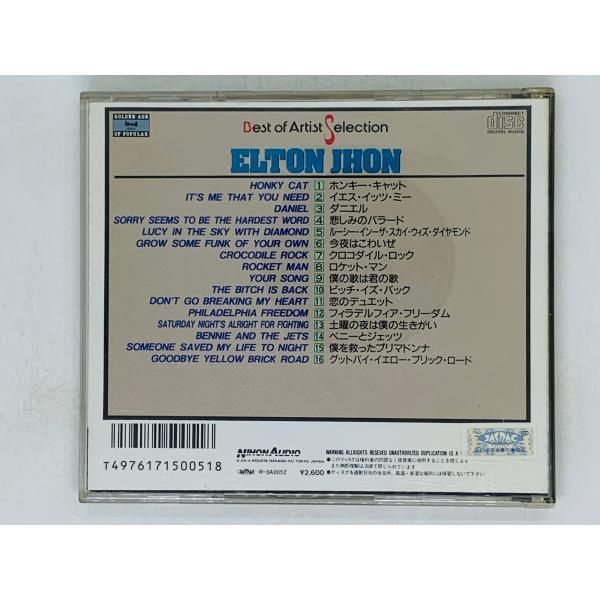 GOLDEN AGE
OF POPULAR
Best of Artist Selection
COMPACT
disc
DIGITAL AUDIO
ELTON JHON
HONKY CAT 1 ホンキー・キャット
IT'S ME THAT YOU NEED 2 イエス・イッツ・ミー
DANIEL 3 ダニエル
SORRY SEEMS TO BE THE HARDEST WORD 4 悲しみのバラード
LUCY IN THE SKY WITH DIAMOND 5 ルーシー・インーザ・スカイ・ウィズ・ダイヤモンド
GROW SOME FUNK OF YOUR OWN 6 今夜はこわいぜ
CROCODILE ROCK 7 クロコダイル・ロック
ROCKET MAN 8 ロケット・マン
YOUR SONG 9 僕の歌は君の歌
THE BITCH IS BACK 10 ビッチ・イズ・バック
DON'T GO BREAKING MY HEART 11 恋のデュエット
PHILADELPHIA FREEDOM 12 フィラデルフィア・フリーダム
SATURDAY NIGHT'S ALRIGHT FOR FIGHTING 13 土曜の夜は僕の生きがい
BENNIE AND THE JETS 14 ベニーとジェッツ
SOMEONE SAVED MY LIFE TO NIGHT 15 僕を救ったプリマドンナ
GOODBYE YELLOW BRICK ROAD 16 グットバイ・イエロー・ブリック・ロード
T4976171500518
NIHON AUDIO
R-3A0052 ¥2,600
WARNING ALLRIGHTS RESEVED UNAUTHORIZED DUPLICATION IS A
JASRAC